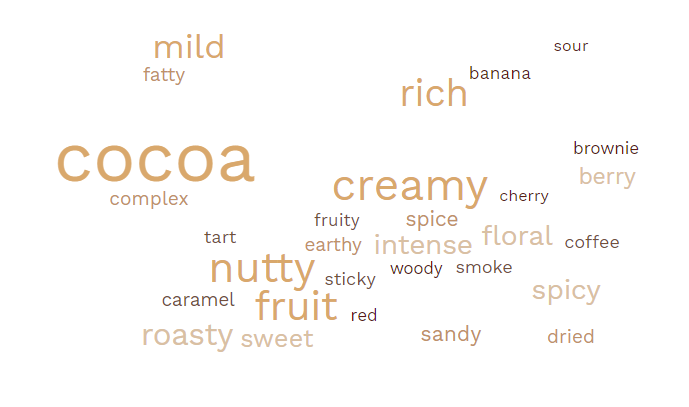 mild
sour
fatty
banana
rich
cocoa
brownie
berry
creamy
complex
cherry
fruity
spice
tart
earthy
intense
floral
coffee
nutty
sticky
woody
smoke
spicy
caramel
fruit
red
roasty
sweet
sandy
dried